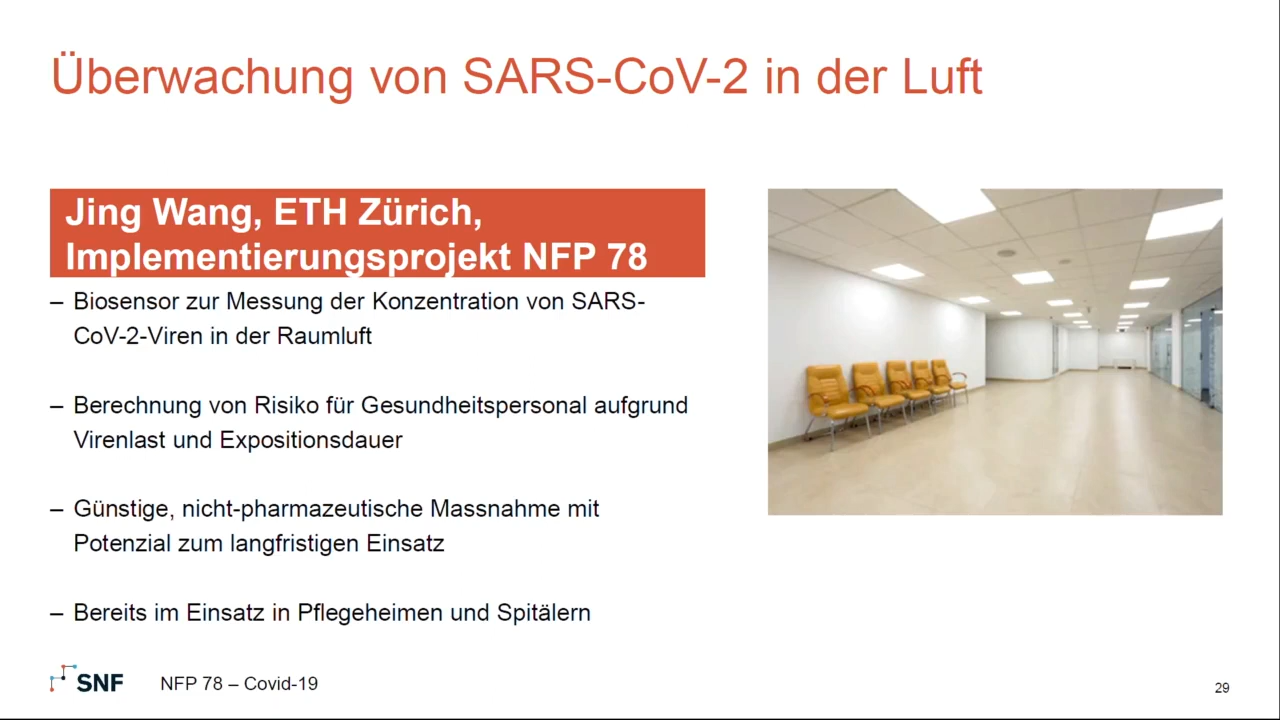 Überwachung von SARS-CoV-2 in der Luft
Jing Wang, ETH Zürich,
Implementierungsprojekt NFP 78
– Biosensor zur Messung der Konzentration von SARS-
CoV-2-Viren in der Raumluft
– Berechnung von Risiko für Gesundheitspersonal aufgrund
Virenlast und Expositionsdauer
– Günstige, nicht-pharmazeutische Massnahme mit
Potenzial zum langfristigen Einsatz
– Bereits im Einsatz in Pflegeheimen und Spitälern
SNF
NFP 78 – Covid-19
29